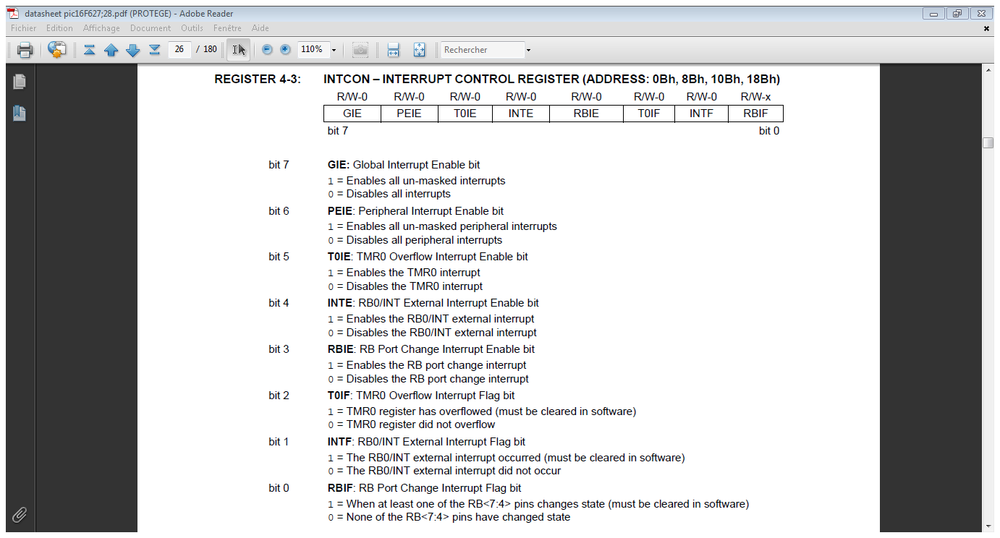 datasheet pic16F627;28.pdf (PROTEGE) - Adobe Reader
Fichier Edition Affichage Document Outils Fenêtre Aide
26 / 180 110% Rechercher
REGISTER 4-3: INTCON – INTERRUPT CONTROL REGISTER (ADDRESS: 0Bh, 8Bh, 10Bh, 18Bh)
R/W-0 R/W-0 R/W-0 R/W-0 R/W-0 R/W-0 R/W-0 R/W-x
GIE PEIE T0IE INTE RBIE T0IF INTF RBIF
bit 7 bit 0
bit 7 GIE: Global Interrupt Enable bit
1 = Enables all un-masked interrupts
0 = Disables all interrupts
bit 6 PEIE: Peripheral Interrupt Enable bit
1 = Enables all un-masked peripheral interrupts
0 = Disables all peripheral interrupts
bit 5 T0IE: TMR0 Overflow Interrupt Enable bit
1 = Enables the TMR0 interrupt
0 = Disables the TMR0 interrupt
bit 4 INTE: RB0/INT External Interrupt Enable bit
1 = Enables the RB0/INT external interrupt
0 = Disables the RB0/INT external interrupt
bit 3 RBIE: RB Port Change Interrupt Enable bit
1 = Enables the RB port change interrupt
0 = Disables the RB port change interrupt
bit 2 T0IF: TMR0 Overflow Interrupt Flag bit
1 = TMR0 register has overflowed (must be cleared in software)
0 = TMR0 register did not overflow
bit 1 INTF: RB0/INT External Interrupt Flag bit
1 = The RB0/INT external interrupt occurred (must be cleared in software)
0 = The RB0/INT external interrupt did not occur
bit 0 RBIF: RB Port Change Interrupt Flag bit
1 = When at least one of the RB<7:4> pins changes state (must be cleared in software)
0 = None of the RB<7:4> pins have changed state